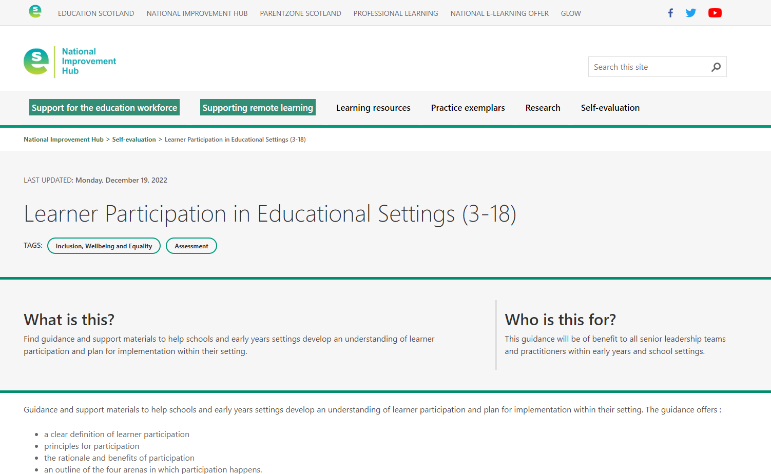 EDUCATION SCOTLAND NATIONAL IMPROVEMENT HUB PARENTZONE SCOTLAND PROFESSIONAL LEARNING NATIONAL E-LEARNING OFFER GLOW
National
Improvement
Hub
Search this site
Support for the education workforce Supporting remote learning Learning resources Practice exemplars Research Self-evaluation
National Improvement Hub > Self-evaluation > Learner Participation in Educational Settings (3-18)
LAST UPDATED: Monday, December 19, 2022
Learner Participation in Educational Settings (3-18)
TAGS: Inclusion, Wellbeing and Equality Assessment
What is this?
Find guidance and support materials to help schools and early years settings develop an understanding of learner
participation and plan for implementation within their setting.
Who is this for?
This guidance will be of benefit to all senior leadership teams
and practitioners within early years and school settings.
Guidance and support materials to help schools and early years settings develop an understanding of learner participation and plan for implementation within their setting. The guidance offers :
• a clear definition of learner participation
• principles for participation
• the rationale and benefits of participation
• an outline of the four arenas in which participation happens.